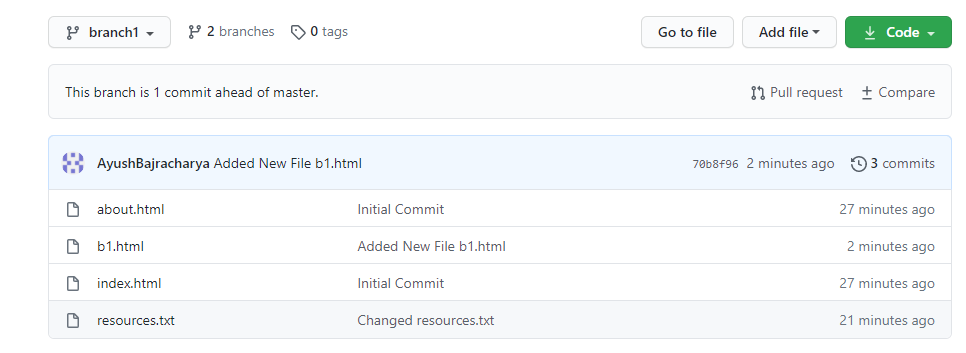 branch1 2 branches 0 tags Go to file Add file Code
This branch is 1 commit ahead of master. Pull request Compare
AyushBajracharya Added New File b1.html 70b8f96 2 minutes ago 3 commits
about.html Initial Commit 27 minutes ago
b1.html Added New File b1.html 2 minutes ago
index.html Initial Commit 27 minutes ago
resources.txt Changed resources.txt 21 minutes ago